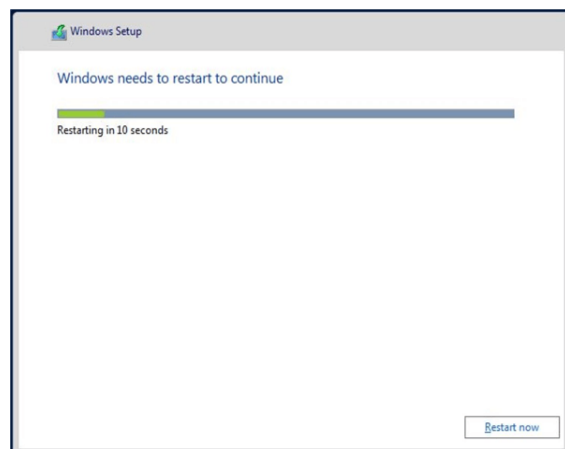 Windows Setup
Windows needs to restart to continue
Restarting in 10 seconds
Restart now